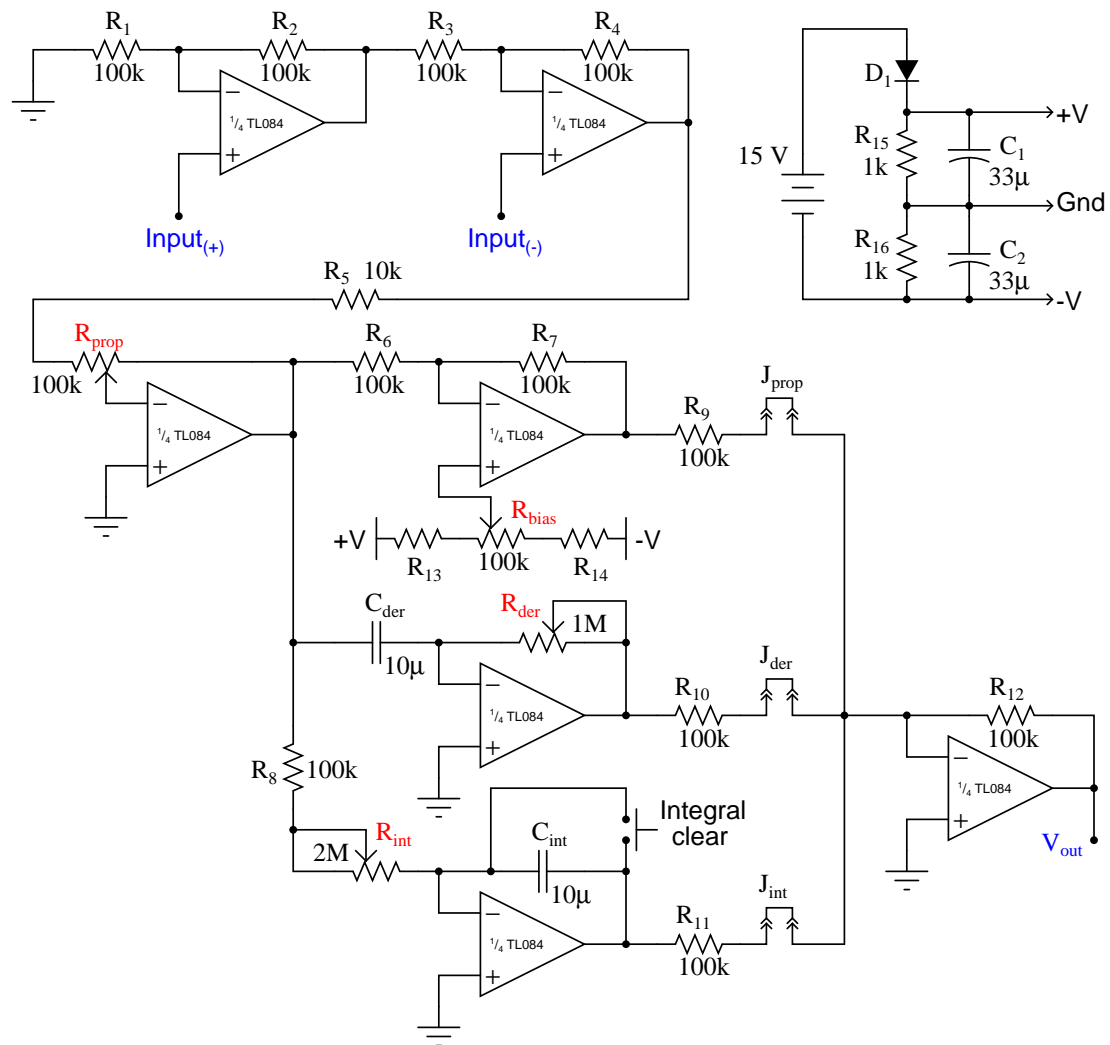 R1
100k
R2
100k
R3
100k
R4
100k
1/4 TL084
1/4 TL084
Input(+)
Input(-)
15 V
D1
+V
R15
1k
C1
33µ
Gnd
R16
1k
C2
33µ
-V
R5 10k
Rprop
100k
1/4 TL084
R6
100k
R7
100k
1/4 TL084
R9
100k
Jprop
Rbias
100k
+V
R13
R14
-V
Cder
10µ
Rder
1M
1/4 TL084
R10
100k
Jder
R12
100k
1/4 TL084
Vout
R8
100k
Rint
2M
Cint
10µ
Integral
clear
1/4 TL084
R11
100k
Jint